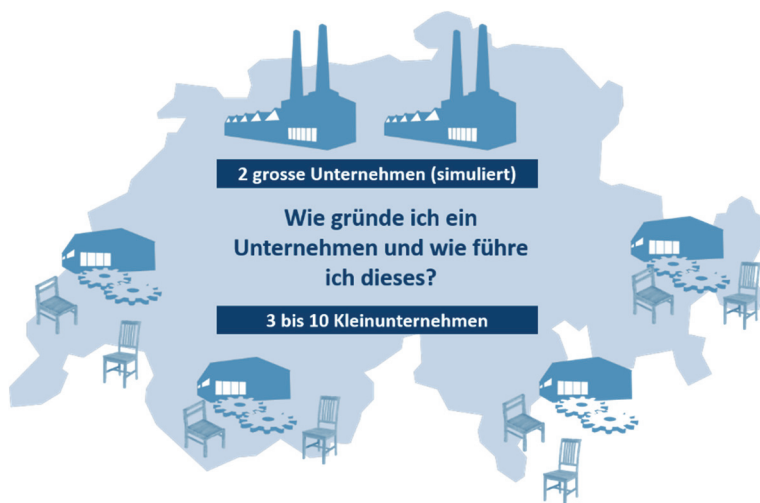 2 grosse Unternehmen (simuliert)
Wie gründe ich ein
Unternehmen und wie führe
ich dieses?
3 bis 10 Kleinunternehmen